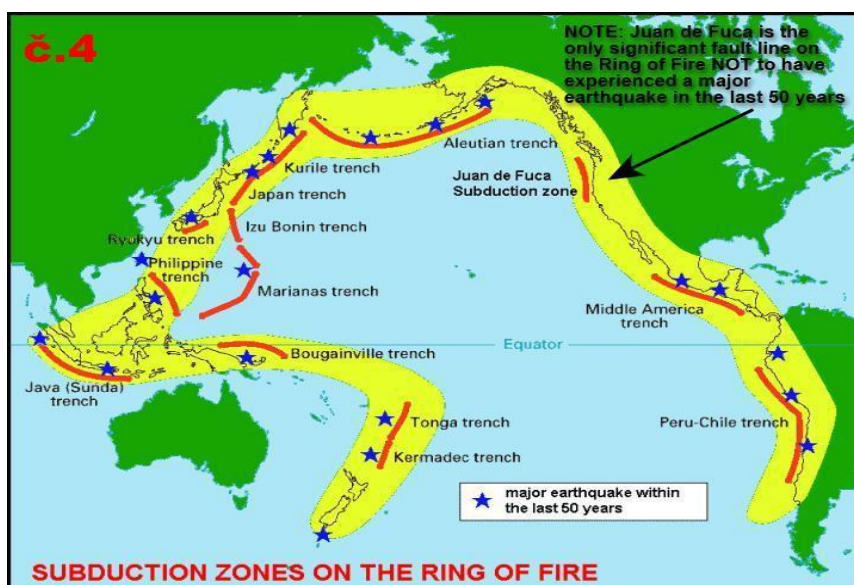 č.4
NOTE: Juan de Fuca is the
only significant fault line on
the Ring of Fire NOT to have
experienced a major
earthquake in the last 50 years
Aleutian trench
Kurile trench
Juan de Fuca
Subduction zone
Japan trench
Izu Bonin trench
Ryukyu trench
Philippine
trench
Marianas trench
Middle America
trench
Equator
Bougainville trench
Java (Sunda)
trench
Tonga trench
Peru-Chile trench
Kermadec trench
major earthquake within
the last 50 years
SUBDUCTION ZONES ON THE RING OF FIRE